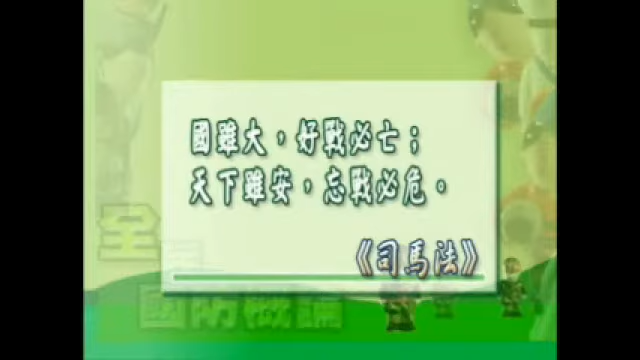 國雖大，好戰必亡；
天下雖安，忘戰必危。
《司馬法》
全
國防概論